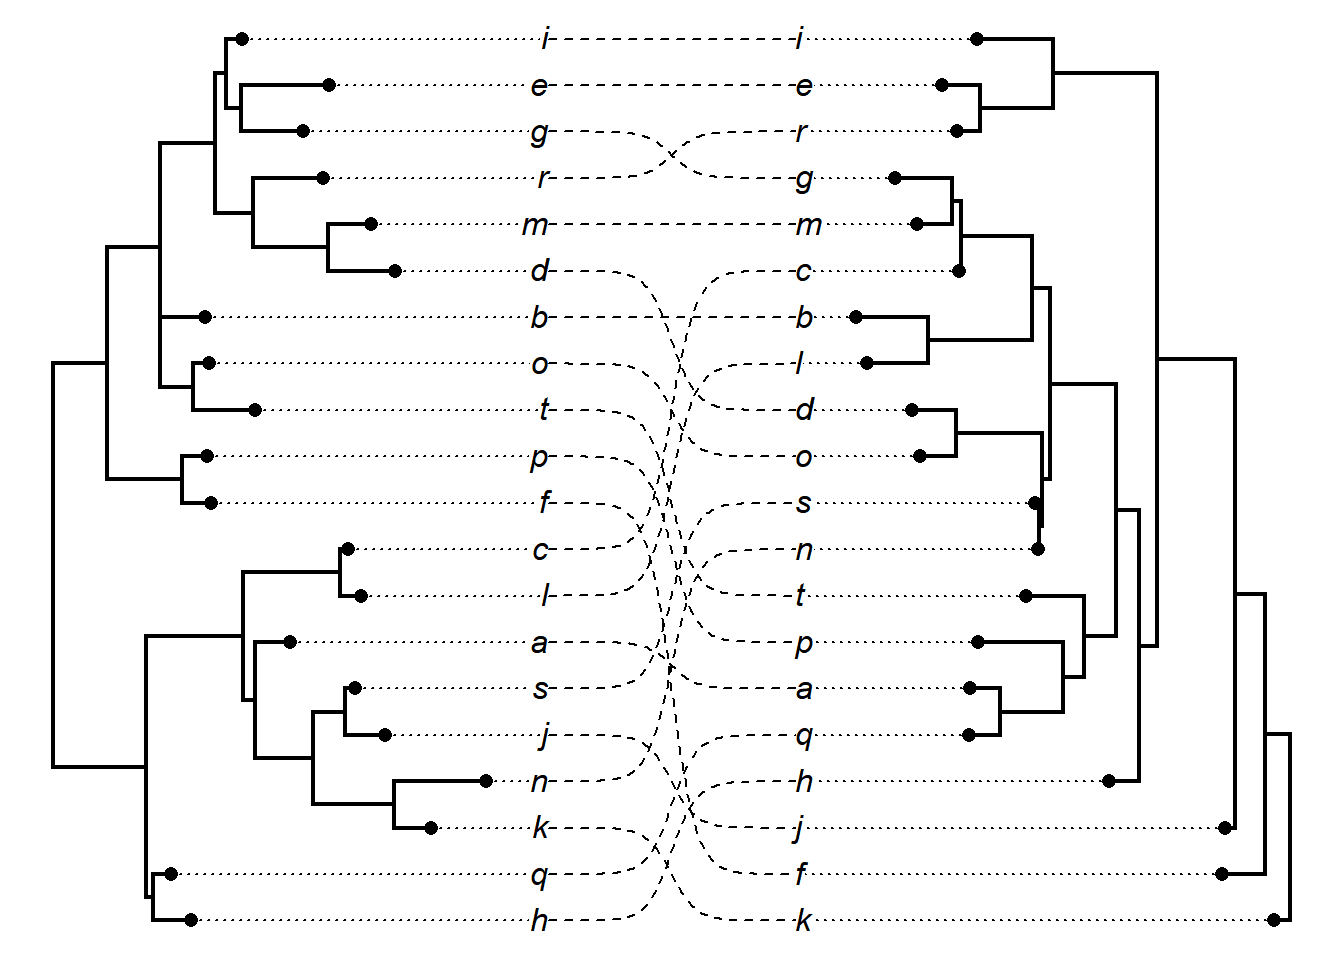 i i
e e
g r
r g
m m
d c
b b
o l
t d
p o
f s
c n
l t
a p
s a
j q
n h
k j
q f
h k